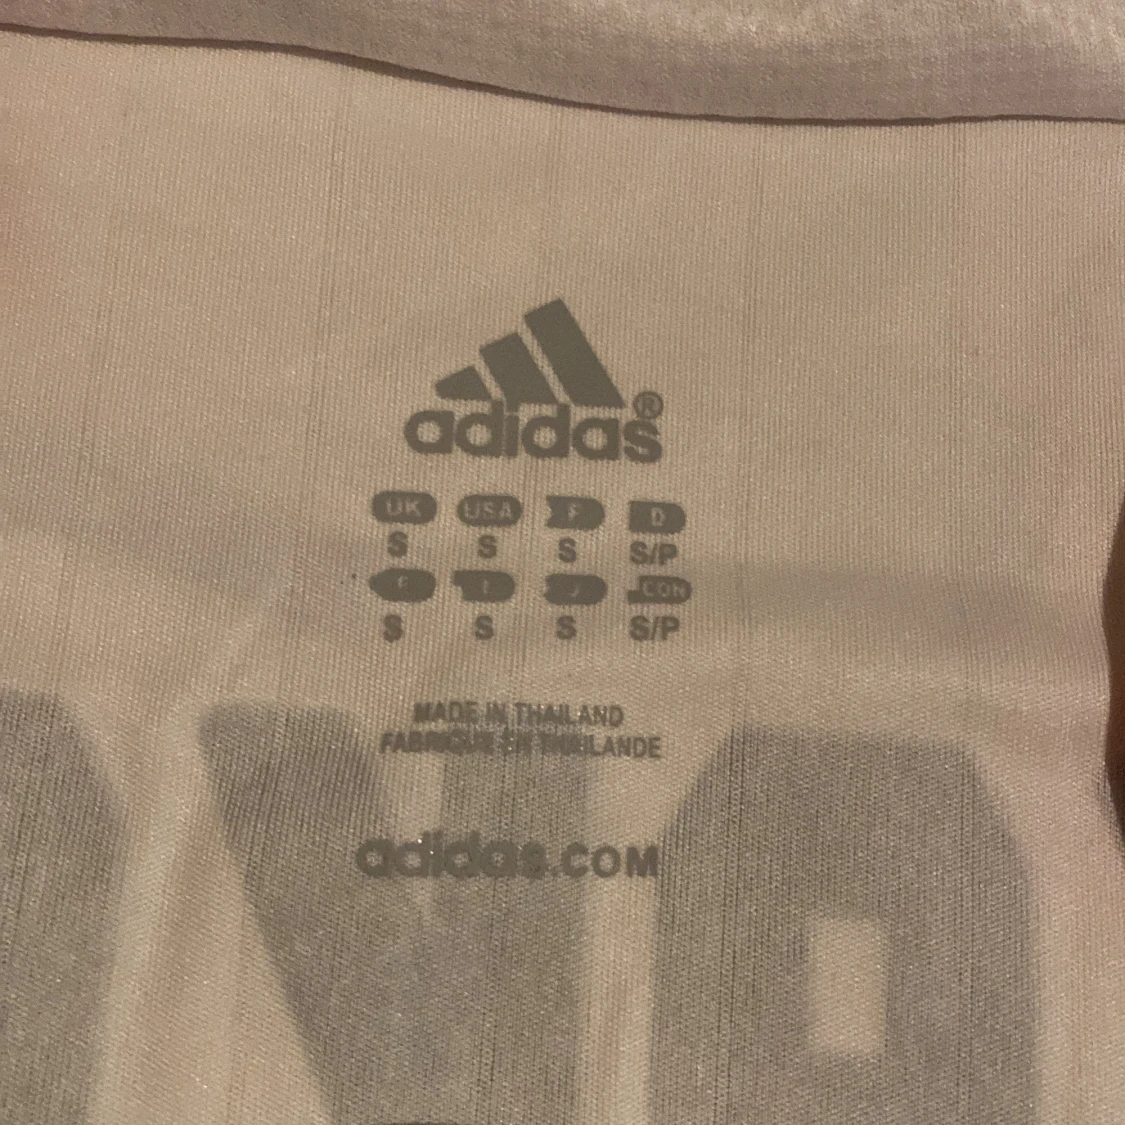 adidas®
UK USA F D
S S S S/P
I J CON
S S S S/P
MADE IN THAILAND
FABRIQUE EN THAILANDE
adidas.COM